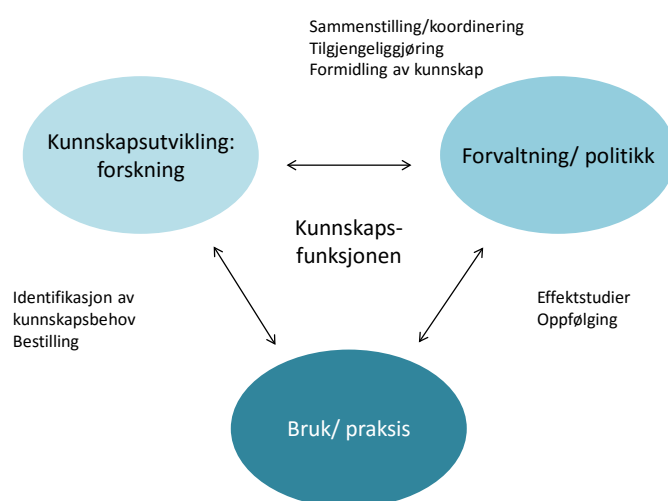 Sammenstilling/koordinering
Tilgjengeliggjøring
Formidling av kunnskap
Kunnskapsutvikling:
forskning
Forvaltning/ politikk
Kunnskaps-
funksjonen
Identifikasjon av
kunnskapsbehov
Bestilling
Effektstudier
Oppfølging
Bruk/ praksis